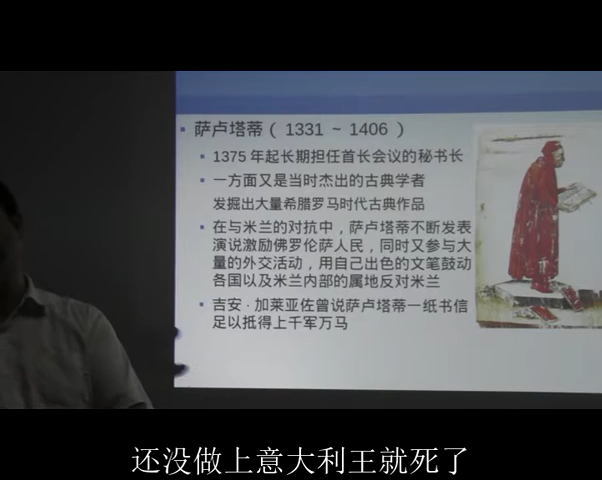 萨卢塔蒂（ 1331 ~ 1406 ）
1375 年起长期担任首长会议的秘书长
一方面又是当时杰出的古典学者
发掘出大量希腊罗马时代古典作品
在与米兰的对抗中，萨卢塔蒂不断发表
演说激励佛罗伦萨人民，同时又参与大
量的外交活动，用自己出色的文笔鼓动
各国以及米兰内部的属地反对米兰
吉安 · 加莱亚佐曾说萨卢塔蒂一纸书信
足以抵得上千军万马
还没做上意大利王就死了